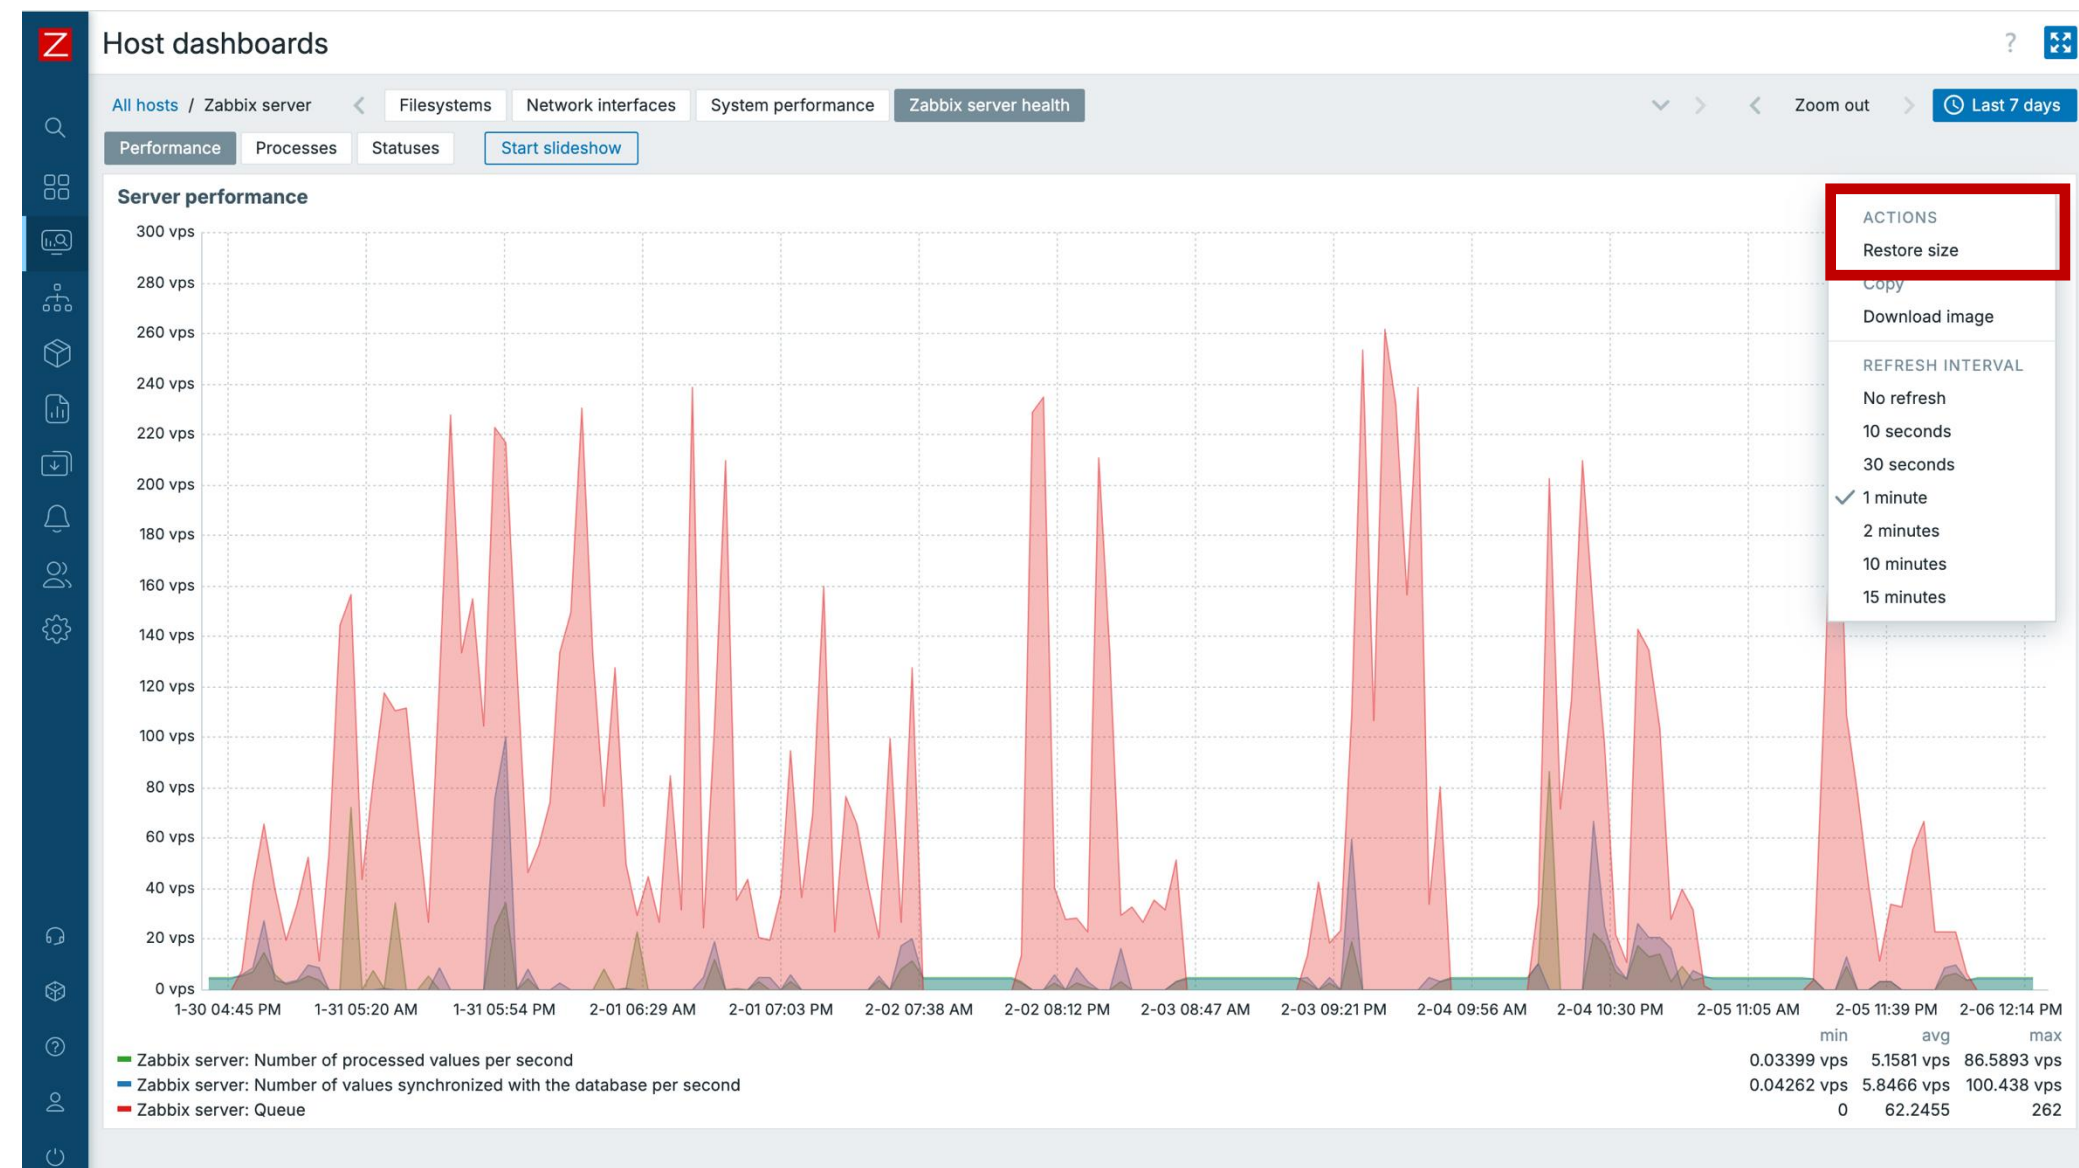 Z
Host dashboards
?
All hosts / Zabbix server
Filesystems
Network interfaces
System performance
Zabbix server health
Zoom out
Last 7 days
Performance
Processes
Statuses
Start slideshow
Server performance
300 vps
280 vps
260 vps
240 vps
220 vps
200 vps
180 vps
160 vps
140 vps
120 vps
100 vps
80 vps
60 vps
40 vps
20 vps
0 vps
ACTIONS
Restore size
Copy
Download image
REFRESH INTERVAL
No refresh
10 seconds
30 seconds
1 minute
2 minutes
10 minutes
15 minutes
1-30 04:45 PM
1-31 05:20 AM
1-31 05:54 PM
2-01 06:29 AM
2-01 07:03 PM
2-02 07:38 AM
2-02 08:12 PM
2-03 08:47 AM
2-03 09:21 PM
2-04 09:56 AM
2-04 10:30 PM
2-05 11:05 AM
2-05 11:39 PM
2-06 12:14 PM
min avg max
Zabbix server: Number of processed values per second 0.03399 vps 5.1581 vps 86.5893 vps
Zabbix server: Number of values synchronized with the database per second 0.04262 vps 5.8466 vps 100.438 vps
Zabbix server: Queue 0 62.2455 262